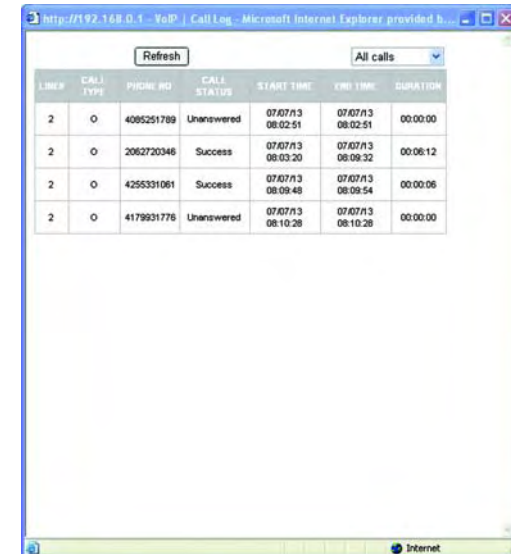 http://192.168.0.1 - VoIP | Call Log - Microsoft Internet Explorer provided b...
Refresh
All calls
LINE# CALL TYPE PHONE NO CALL STATUS START TIME END TIME DURATION
2 O 4085251789 Unanswered 07/07/13 08:02:51 07/07/13 08:02:51 00:00:00
2 O 2062720346 Success 07/07/13 08:03:20 07/07/13 08:09:32 00:06:12
2 O 4255331061 Success 07/07/13 08:09:48 07/07/13 08:09:54 00:00:06
2 O 4179931776 Unanswered 07/07/13 08:10:28 07/07/13 08:10:28 00:00:00
Internet